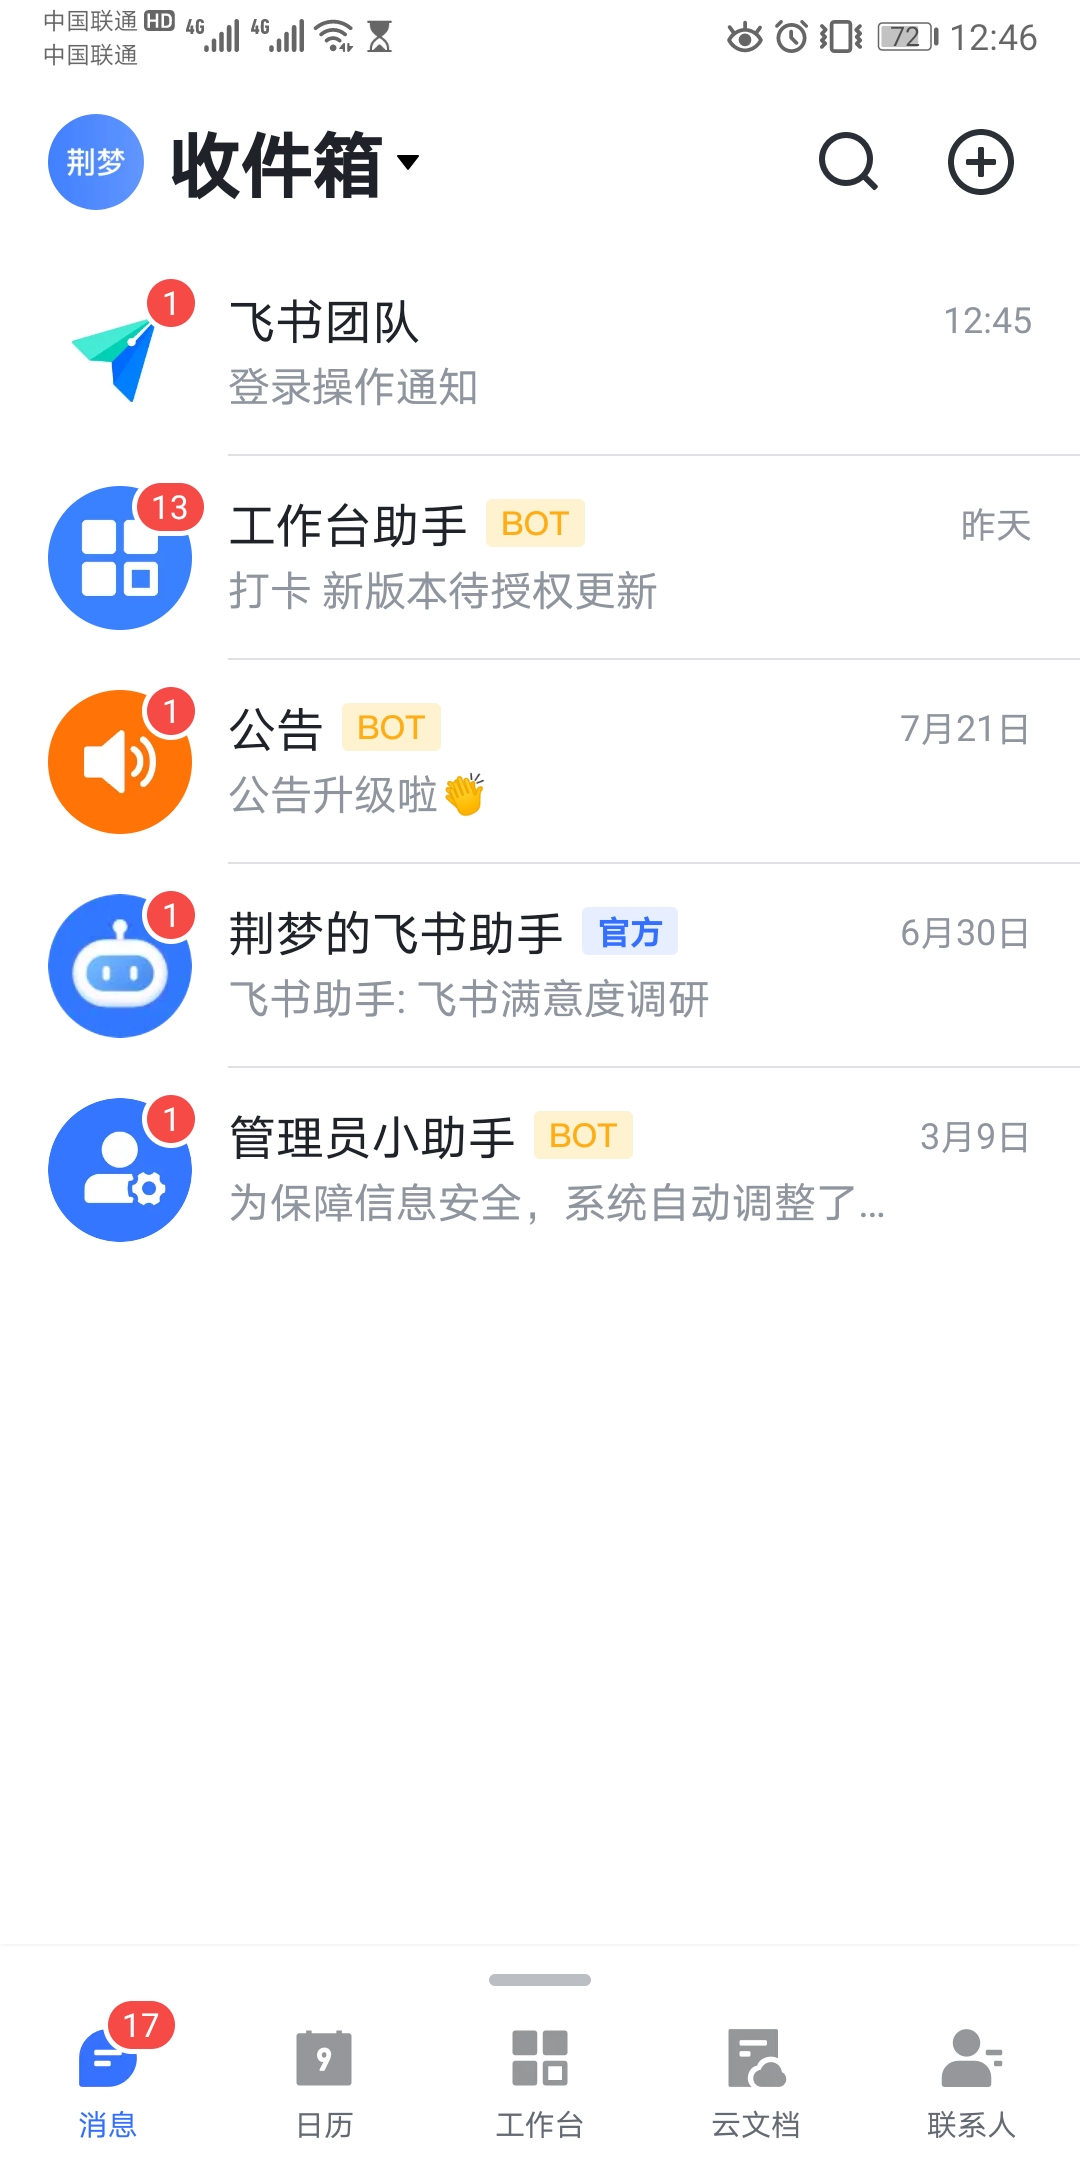 中国联通 HD 4G 4G 72 12:46
中国联通
荆梦 收件箱
1
飞书团队 12:45
登录操作通知
13
工作台助手 BOT 昨天
打卡 新版本待授权更新
1
公告 BOT 7月21日
公告升级啦👏
1
荆梦的飞书助手 官方 6月30日
飞书助手: 飞书满意度调研
1
管理员小助手 BOT 3月9日
为保障信息安全，系统自动调整了...
17
9
消息 日历 工作台 云文档 联系人